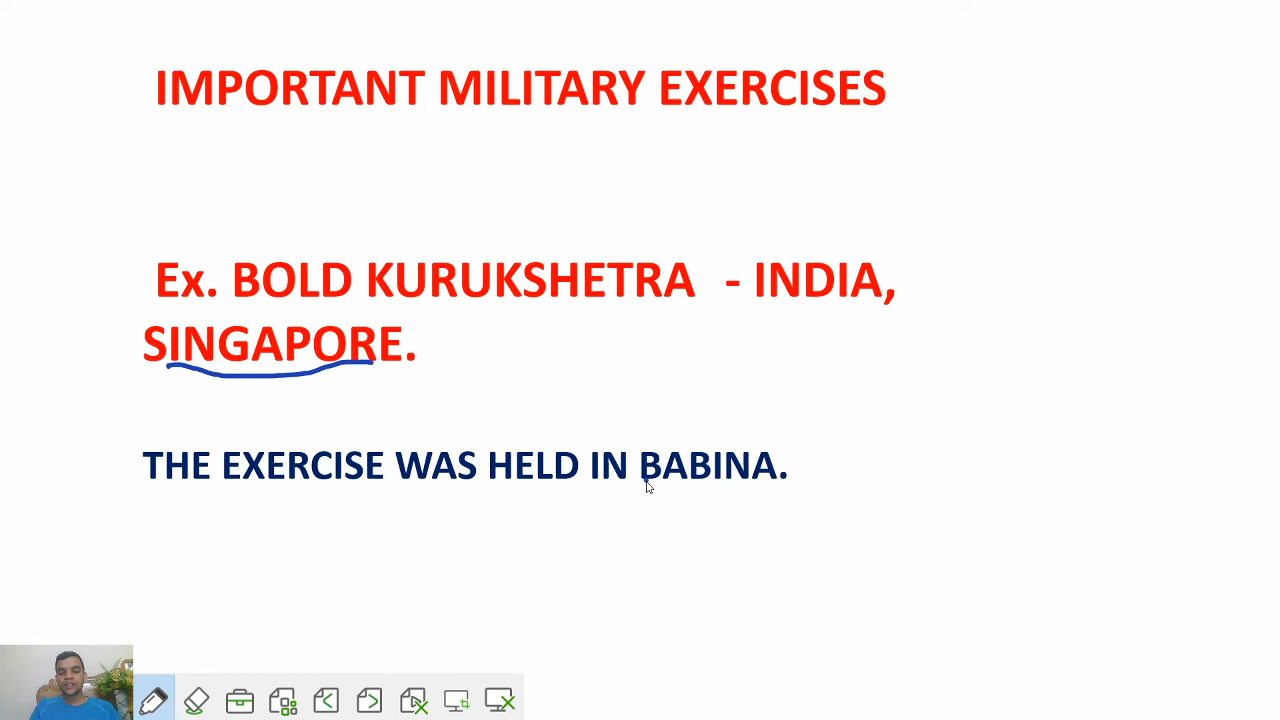 IMPORTANT MILITARY EXERCISES
Ex. BOLD KURUKSHETRA - INDIA,
SINGAPORE.
THE EXERCISE WAS HELD IN BABINA.